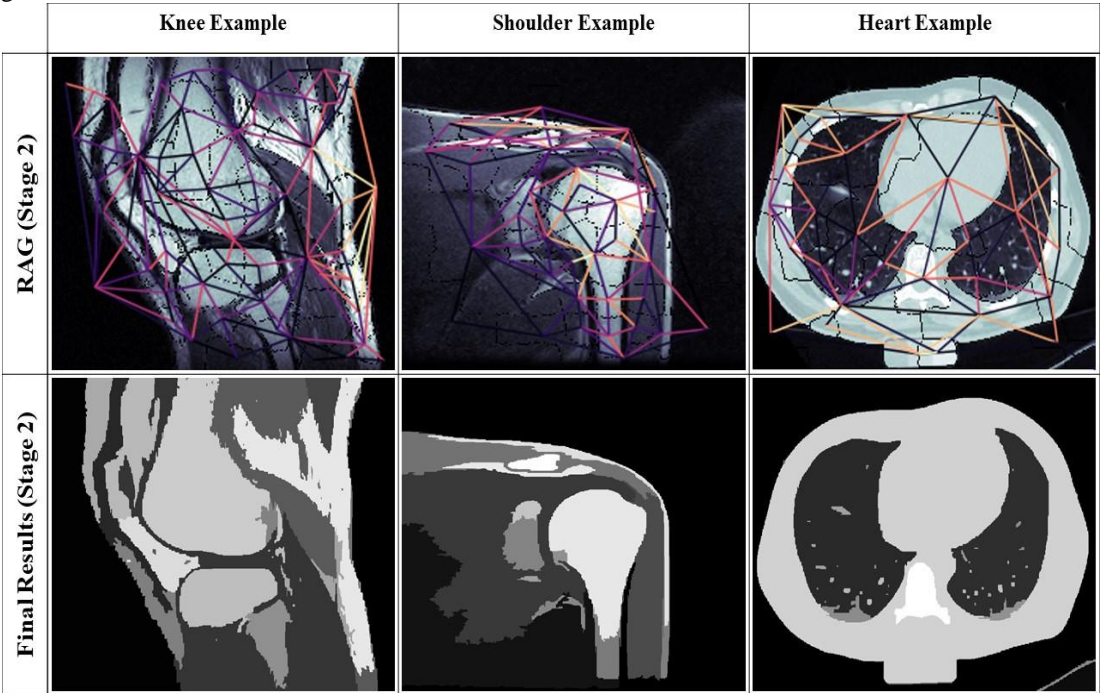 Knee Example
Shoulder Example
Heart Example
RAG (Stage 2)
Final Results (Stage 2)